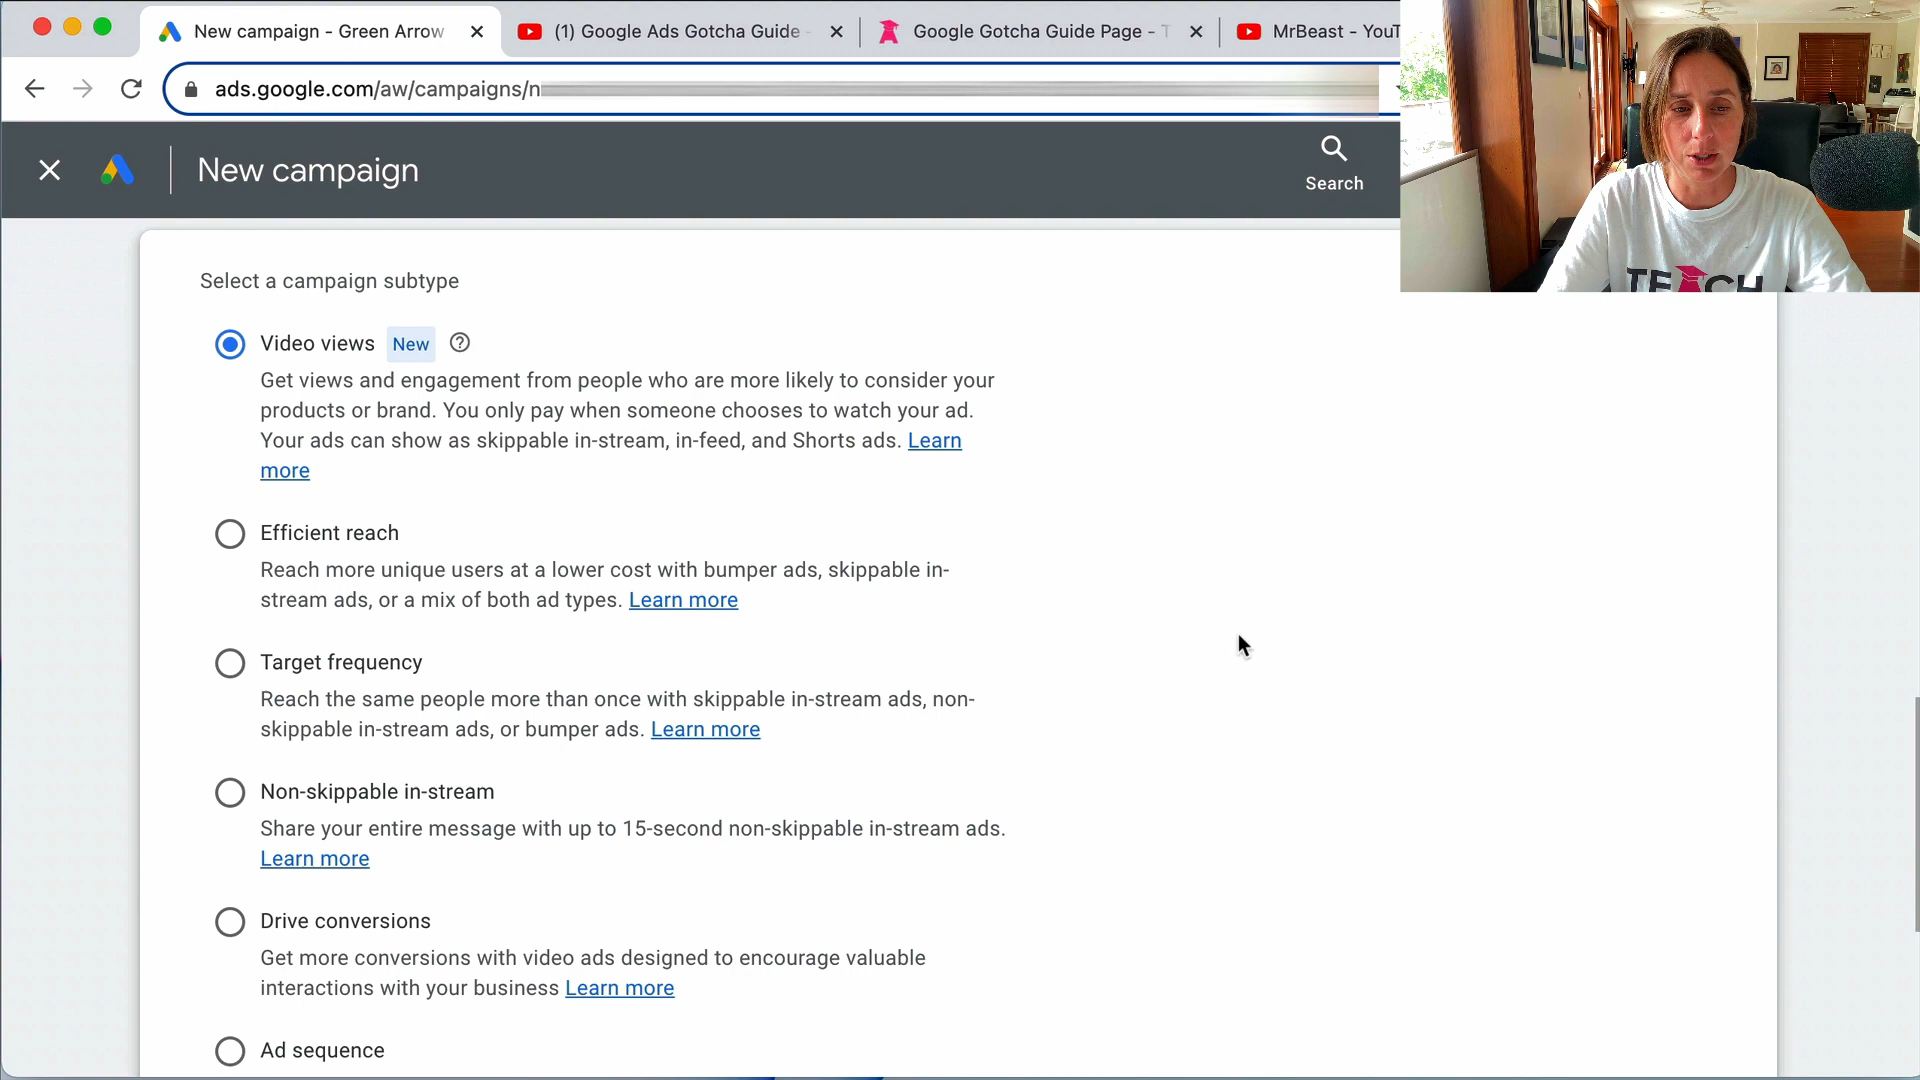 New campaign - Green Arrow
(1) Google Ads Gotcha Guide -
Google Gotcha Guide Page - T
MrBeast - YouT
ads.google.com/aw/campaigns/n
New campaign
Search
TEACH
Select a campaign subtype
Video views New
Get views and engagement from people who are more likely to consider your
products or brand. You only pay when someone chooses to watch your ad.
Your ads can show as skippable in-stream, in-feed, and Shorts ads. Learn
more
Efficient reach
Reach more unique users at a lower cost with bumper ads, skippable in-
stream ads, or a mix of both ad types. Learn more
Target frequency
Reach the same people more than once with skippable in-stream ads, non-
skippable in-stream ads, or bumper ads. Learn more
Non-skippable in-stream
Share your entire message with up to 15-second non-skippable in-stream ads.
Learn more
Drive conversions
Get more conversions with video ads designed to encourage valuable
interactions with your business Learn more
Ad sequence